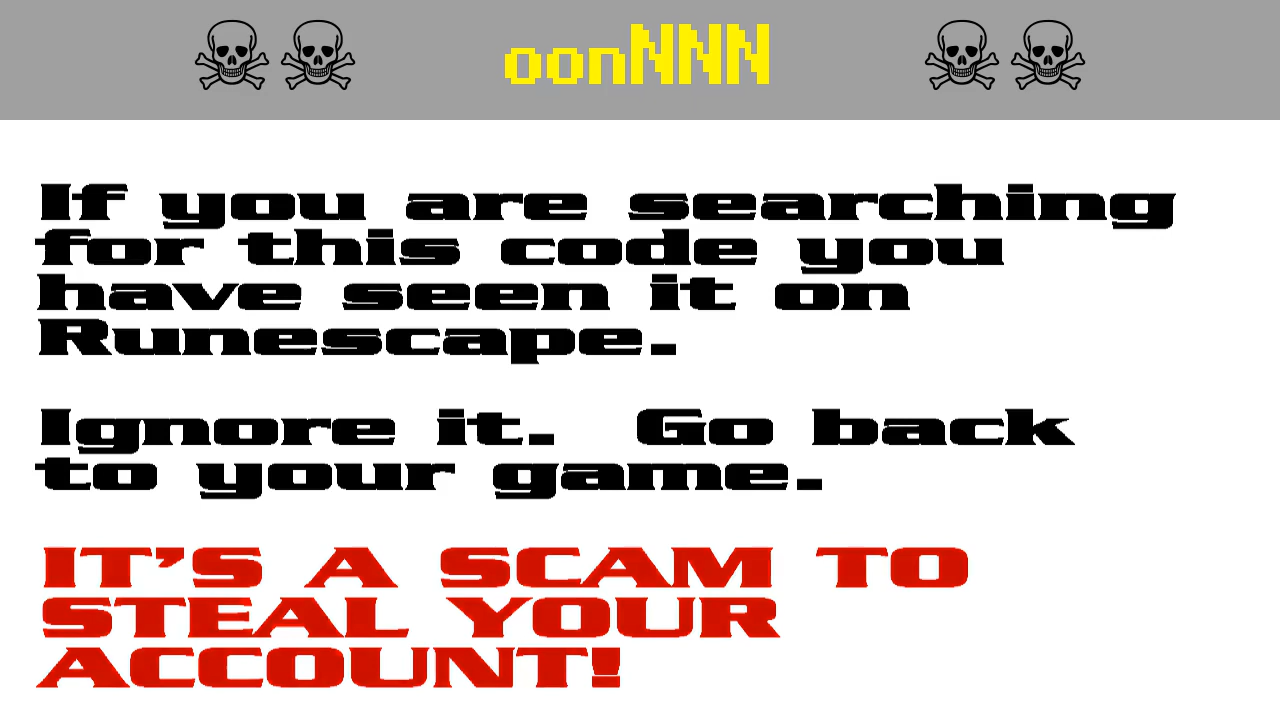 oonNNN
If you are searching
for this code you
have seen it on
Runescape.
Ignore it. Go back
to your game.
IT'S A SCAM TO
STEAL YOUR
ACCOUNT!